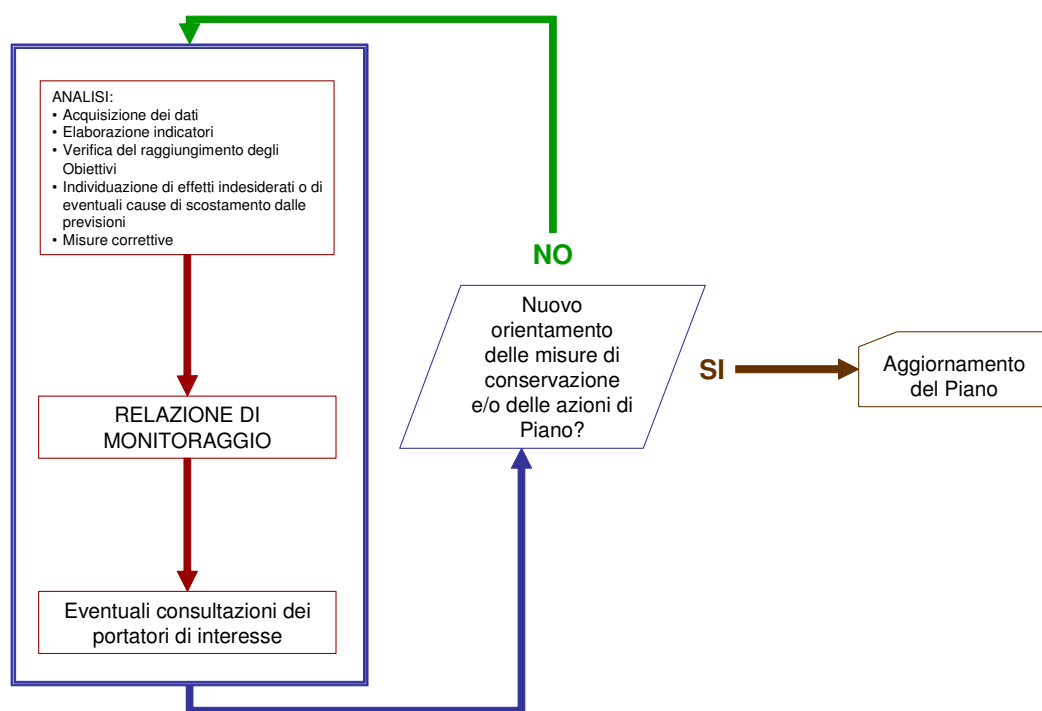 ANALISI:
• Acquisizione dei dati
• Elaborazione indicatori
• Verifica del raggiungimento degli
Obiettivi
• Individuazione di effetti indesiderati o di
eventuali cause di scostamento dalle
previsioni
• Misure correttive
RELAZIONE DI
MONITORAGGIO
Eventuali consultazioni dei
portatori di interesse
NO
Nuovo
orientamento
delle misure di
conservazione
e/o delle azioni di
Piano?
SI
Aggiornamento
del Piano